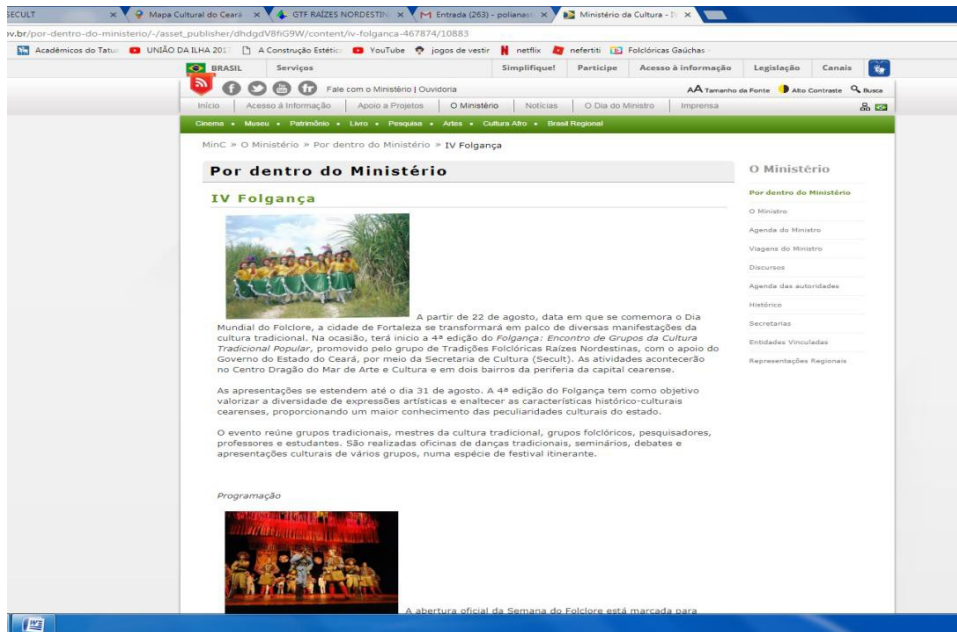 SECULT
Mapa Cultural do Ceará
GTF RAÍZES NORDESTIN
Entrada (263) - polianast
Ministério da Cultura - IV
ov.br/por-dentro-do-ministerio/-/asset_publisher/dhdgdV8fiG9W/content/iv-folganca-467874/10883
Acadêmicos do Tatu
UNIÃO DA ILHA 201
A Construção Estétic
YouTube
jogos de vestir
netflix
nefertiti
Folclóricas Gaúchas
BRASIL
Serviços
Simplifique!
Participe
Acesso à informação
Legislação
Canais
Fale com o Ministério | Ouvidoria
AA Tamanho da Fonte
Alto Contraste
Busca
Início
Acesso à Informação
Apoio a Projetos
O Ministério
Notícias
O Dia do Ministro
Imprensa
Cinema • Museu • Patrimônio • Livro • Pesquisa • Artes • Cultura Afro • Brasil Regional
MinC » O Ministério » Por dentro do Ministério » IV Folgança
Por dentro do Ministério
IV Folgança
A partir de 22 de agosto, data em que se comemora o Dia
Mundial do Folclore, a cidade de Fortaleza se transformará em palco de diversas manifestações da
cultura tradicional. Na ocasião, terá inicio a 4ª edição do Folgança: Encontro de Grupos da Cultura
Tradicional Popular, promovido pelo grupo de Tradições Folclóricas Raízes Nordestinas, com o apoio do
Governo do Estado do Ceará, por meio da Secretaria de Cultura (Secult). As atividades acontecerão
no Centro Dragão do Mar de Arte e Cultura e em dois bairros da periferia da capital cearense.
As apresentações se estendem até o dia 31 de agosto. A 4ª edição do Folgança tem como objetivo
valorizar a diversidade de expressões artísticas e enaltecer as características histórico-culturais
cearenses, proporcionando um maior conhecimento das peculiaridades culturais do estado.
O evento reúne grupos tradicionais, mestres da cultura tradicional, grupos folclóricos, pesquisadores,
professores e estudantes. São realizadas oficinas de danças tradicionais, seminários, debates e
apresentações culturais de vários grupos, numa espécie de festival itinerante.
Programação
A abertura oficial da Semana do Folclore está marcada para
O Ministério
Por dentro do Ministério
O Ministro
Agenda do Ministro
Viagens do Ministro
Discursos
Agenda das autoridades
Histórico
Secretarias
Entidades Vinculadas
Representações Regionais